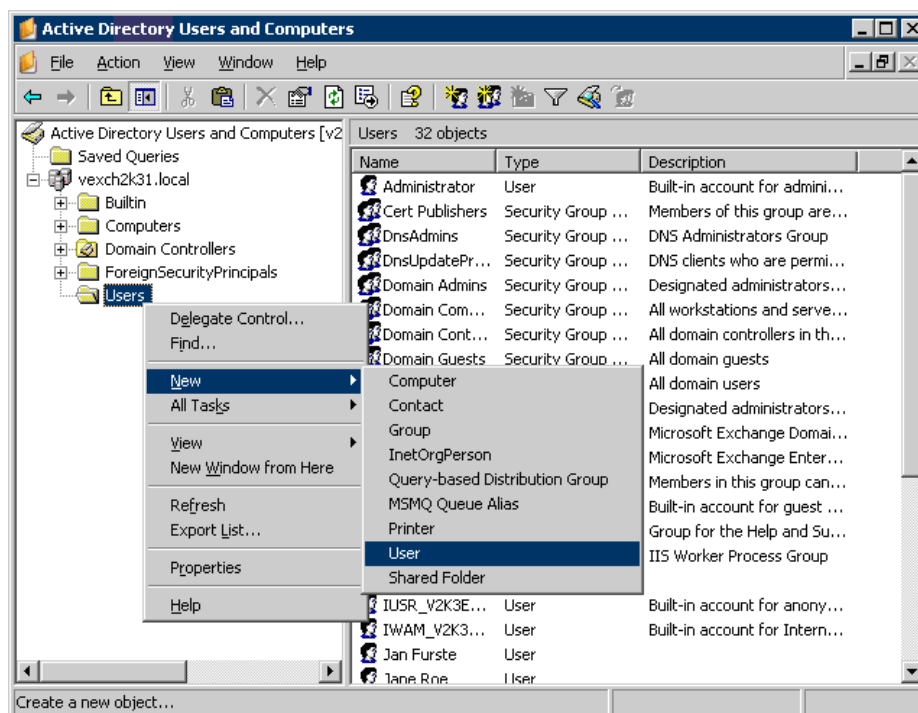 Active Directory Users and Computers
File Action View Window Help
Active Directory Users and Computers [v2
Saved Queries
vexch2k31.local
Builtin
Computers
Domain Controllers
ForeignSecurityPrincipals
Users
Users 32 objects
Name Type Description
Administrator User Built-in account for admini...
Cert Publishers Security Group ... Members of this group are...
DnsAdmins Security Group ... DNS Administrators Group
DnsUpdatePr... Security Group ... DNS clients who are permi...
Domain Admins Security Group ... Designated administrators...
Domain Com... Security Group ... All workstations and serve...
Domain Cont... Security Group ... All domain controllers in th...
Domain Guests Security Group ... All domain guests
All domain users
Designated administrators...
Microsoft Exchange Domai...
Microsoft Exchange Enter...
Members in this group can...
Built-in account for guest ...
Group for the Help and Su...
IIS Worker Process Group
IUSR_V2K3E... User Built-in account for anony...
IWAM_V2K3... User Built-in account for Intern...
Jan Furste User
Jane Roe User
Delegate Control...
Find...
New
All Tasks
View
New Window from Here
Refresh
Export List...
Properties
Help
Computer
Contact
Group
InetOrgPerson
Query-based Distribution Group
MSMQ Queue Alias
Printer
User
Shared Folder
Create a new object...